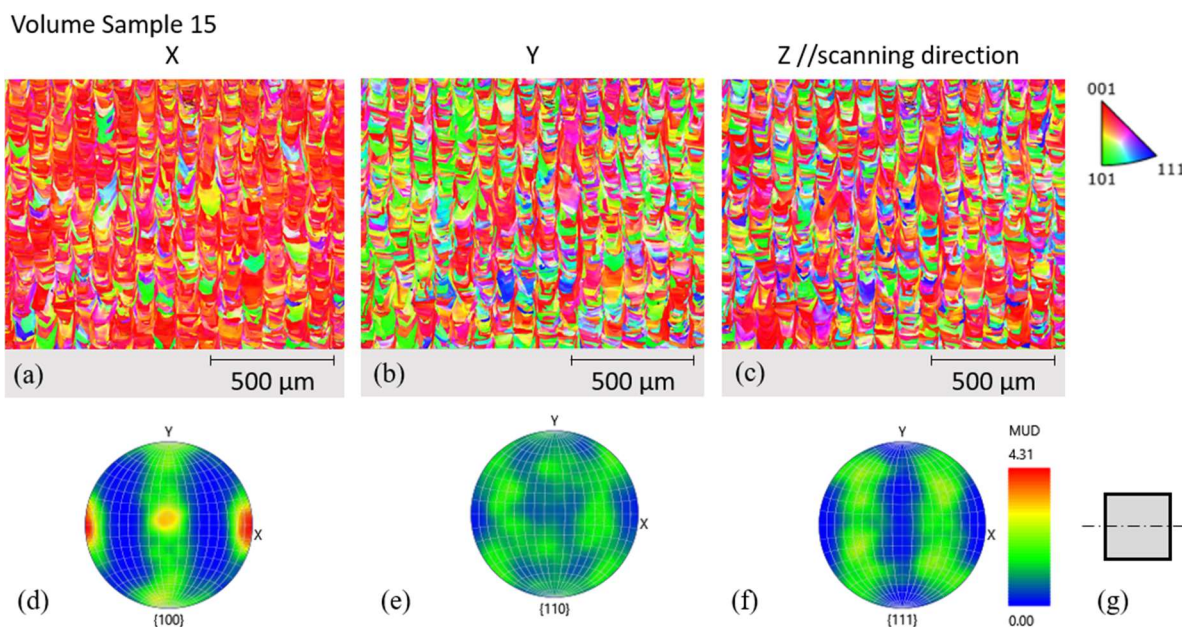 Volume Sample 15
X
Y
Z //scanning direction
001
101
111
(a)
500 µm
(b)
500 µm
(c)
500 µm
Y
X
{100}
(d)
Y
X
{110}
(e)
Y
X
{111}
(f)
MUD
4.31
0.00
(g)